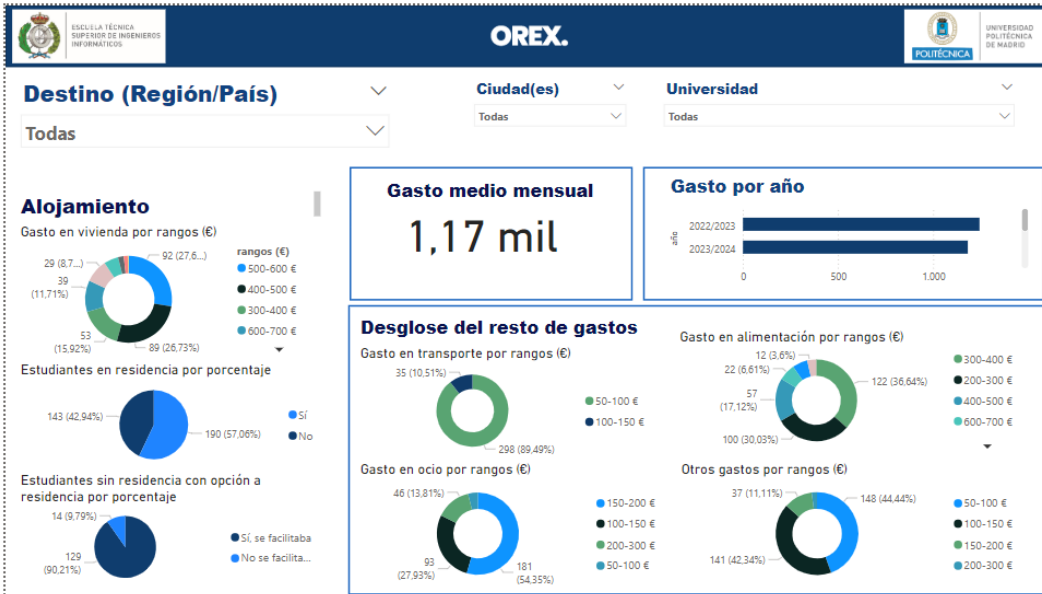 ESCUELA TÉCNICA
SUPERIOR DE INGENIEROS
INFORMÁTICOS
OREX.
POLITÉCNICA
UNIVERSIDAD
POLITÉCNICA
DE MADRID
Destino (Región/País)
Todas
Ciudad(es)
Todas
Universidad
Todas
Alojamiento
Gasto en vivienda por rangos (€)
92 (27,6...)
29 (8,7...)
39
(11,71%)
53
(15,92%)
89 (26,73%)
rangos (€)
500-600 €
400-500 €
300-400 €
600-700 €
Estudiantes en residencia por porcentaje
143 (42,94%)
190 (57,06%)
Sí
No
Estudiantes sin residencia con opción a
residencia por porcentaje
14 (9,79%)
129
(90,21%)
Sí, se facilitaba
No se facilita...
Gasto medio mensual
1,17 mil
Gasto por año
año
2022/2023
2023/2024
0
500
1.000
Desglose del resto de gastos
Gasto en transporte por rangos (€)
35 (10,51%)
298 (89,49%)
50-100 €
100-150 €
Gasto en alimentación por rangos (€)
12 (3,6%)
22 (6,61%)
57
(17,12%)
100 (30,03%)
122 (36,64%)
300-400 €
200-300 €
400-500 €
600-700 €
Gasto en ocio por rangos (€)
46 (13,81%)
93
(27,93%)
181
(54,35%)
150-200 €
100-150 €
200-300 €
50-100 €
Otros gastos por rangos (€)
37 (11,11%)
148 (44,44%)
141 (42,34%)
50-100 €
100-150 €
150-200 €
200-300 €